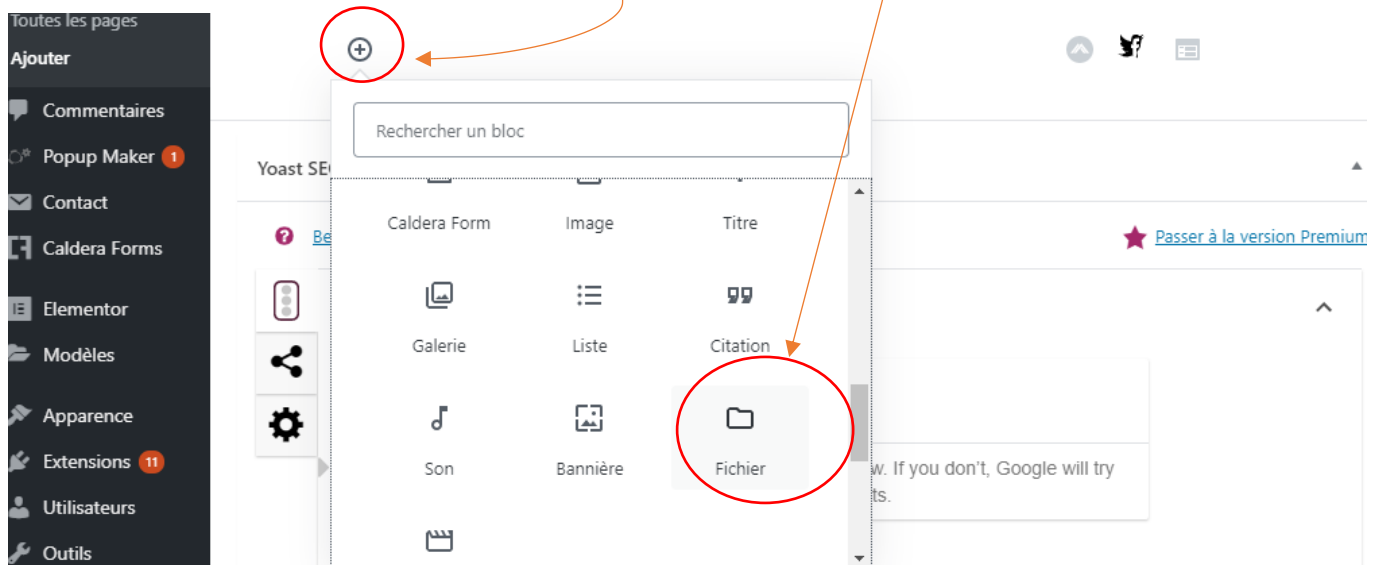 Toutes les pages
Ajouter
Commentaires
Popup Maker 1
Contact
Caldera Forms
Elementor
Modèles
Apparence
Extensions 11
Utilisateurs
Outils
Rechercher un bloc
Yoast SE
Be
Passer à la version Premium
Caldera Form Image Titre
Galerie Liste Citation
Son Bannière Fichier
w. If you don't, Google will try
ts.